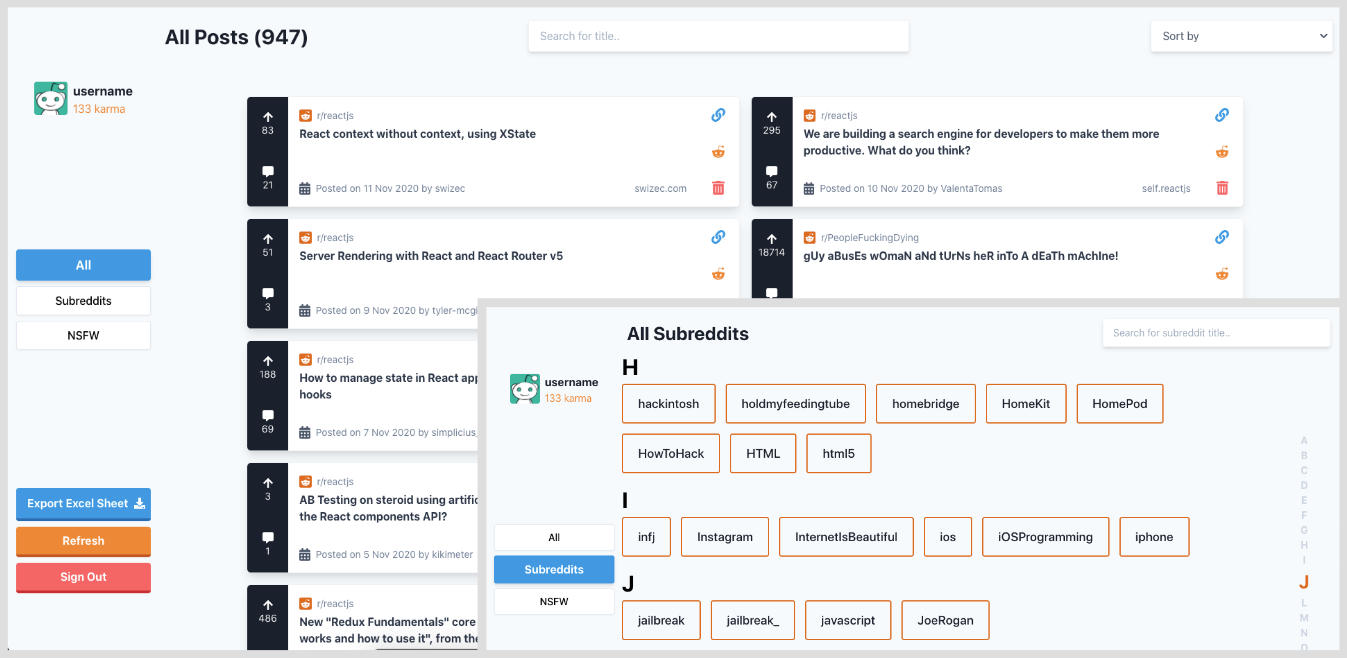 All Posts (947)
Search for title..
Sort by
username
133 karma
All
Subreddits
NSFW
Export Excel Sheet
Refresh
Sign Out
83
21
r/reactjs
React context without context, using XState
Posted on 11 Nov 2020 by swizec
swizec.com
295
67
r/reactjs
We are building a search engine for developers to make them more
productive. What do you think?
Posted on 10 Nov 2020 by ValentaTomas
self.reactjs
51
3
r/reactjs
Server Rendering with React and React Router v5
Posted on 9 Nov 2020 by tyler-mcgi
18714
r/PeopleFuckingDying
gUy aBusEs wOmaN aNd tUrNs heR inTo A dEaTh mAchIne!
188
69
r/reactjs
How to manage state in React app
hooks
Posted on 7 Nov 2020 by simplicius_
3
1
r/reactjs
AB Testing on steroid using artific
the React components API?
Posted on 5 Nov 2020 by kikimeter
486
r/reactjs
New "Redux Fundamentals" core
works and how to use it", from the
All Subreddits
Search for subreddit title..
username
133 karma
All
Subreddits
NSFW
H
hackintosh
holdmyfeedingtube
homebridge
HomeKit
HomePod
HowToHack
HTML
html5
I
infj
Instagram
InternetIsBeautiful
ios
iOSProgramming
iphone
J
jailbreak
jailbreak_
javascript
JoeRogan
A
B
C
D
E
F
G
H
I
J
L
M
N
O